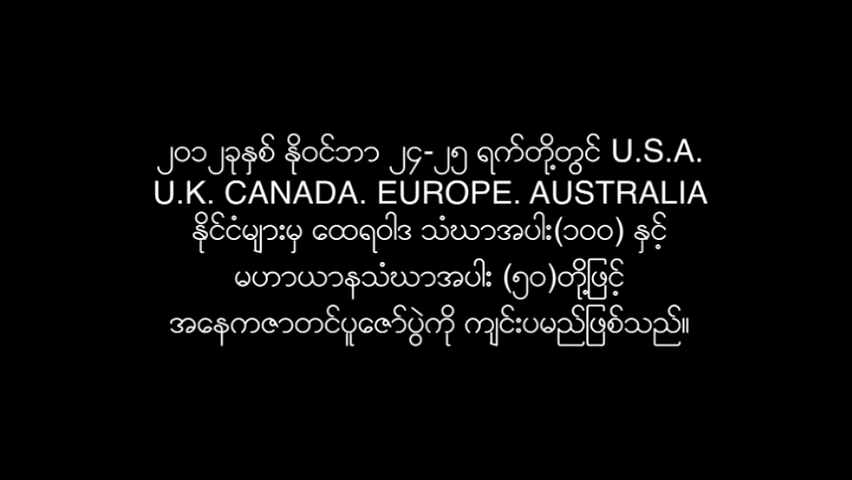 ၂၀၁၂ခုနှစ် နိုဝင်ဘာ ၂၄-၂၅ ရက်တို့တွင် U.S.A.
U.K. CANADA. EUROPE. AUSTRALIA
နိုင်ငံများမှ ထေရဝါဒ သံဃာအပါး(၁၀၀) နှင့်
မဟာယာနသံဃာအပါး (၅၀)တို့ဖြင့်
အနေကဇာတင်ပူဇော်ပွဲကို ကျင်းပမည်ဖြစ်သည်။